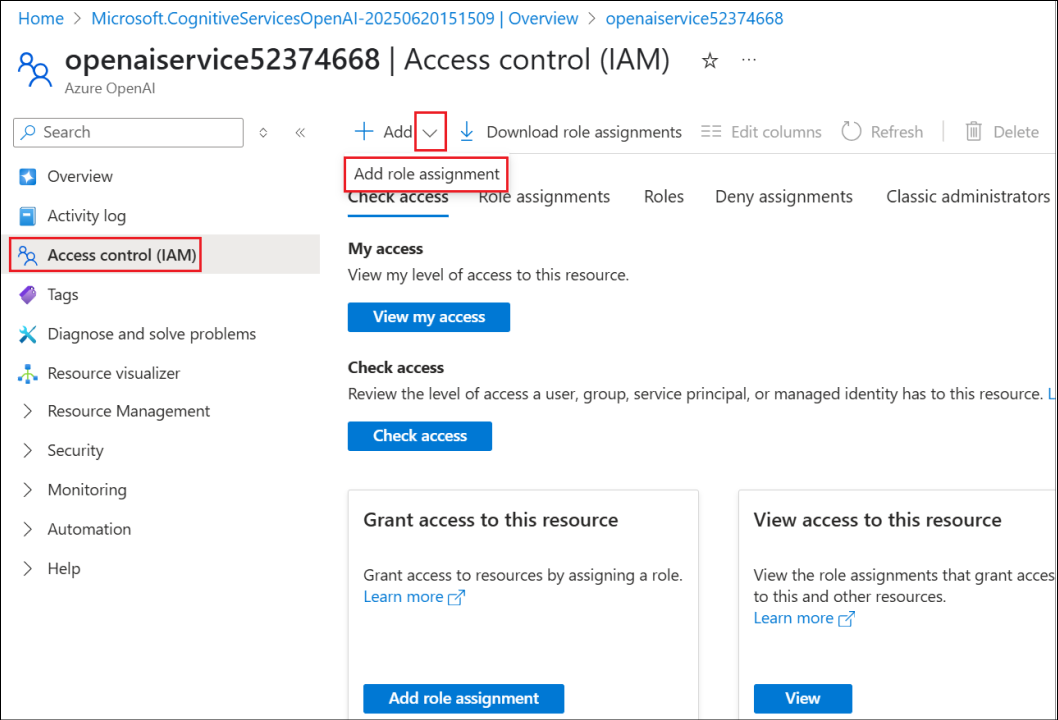 Home > Microsoft.CognitiveServicesOpenAI-20250620151509 | Overview > openaiservice52374668
openaiservice52374668 | Access control (IAM)
Azure OpenAI
Search
Overview
Activity log
Access control (IAM)
Tags
Diagnose and solve problems
Resource visualizer
Resource Management
Security
Monitoring
Automation
Help
Add Download role assignments Edit columns Refresh Delete
Add role assignment
Check access Role assignments Roles Deny assignments Classic administrators
My access
View my level of access to this resource.
View my access
Check access
Review the level of access a user, group, service principal, or managed identity has to this resource. L
Check access
Grant access to this resource
Grant access to resources by assigning a role.
Learn more
Add role assignment
View access to this resource
View the role assignments that grant acces
to this and other resources.
Learn more
View